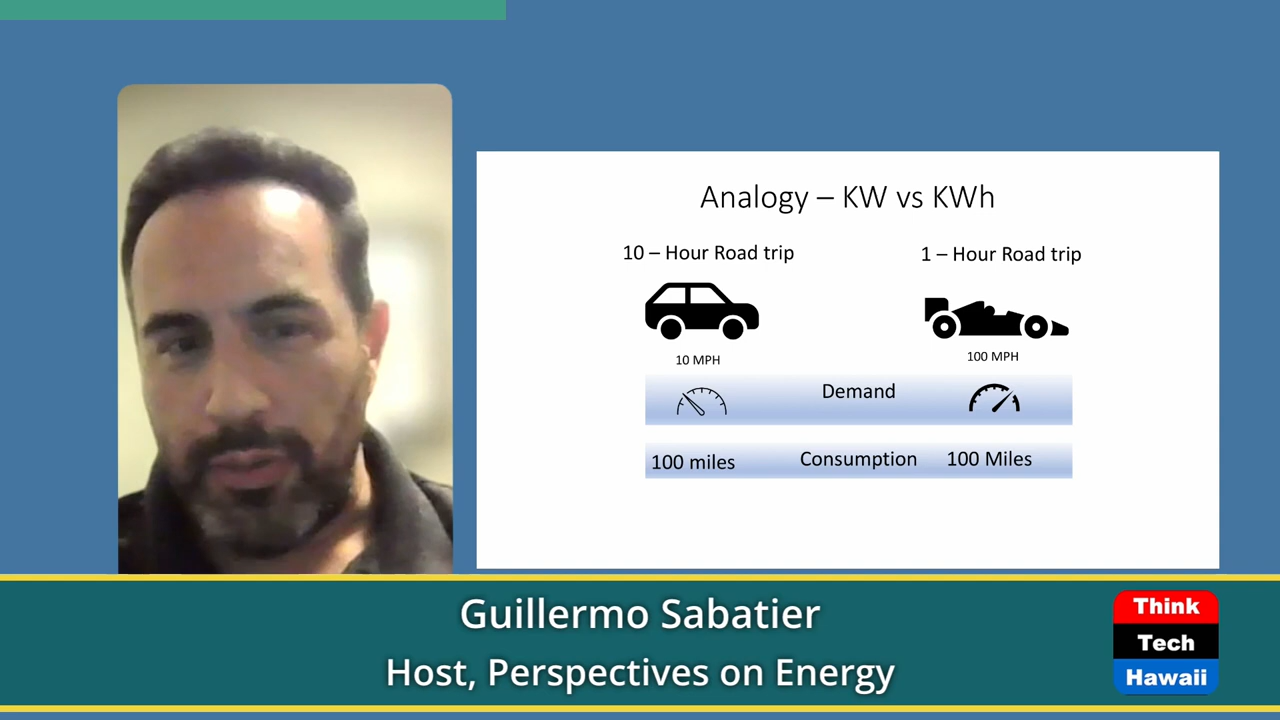 Analogy – KW vs KWh
10 – Hour Road trip
1 – Hour Road trip
10 MPH
100 MPH
Demand
100 miles
Consumption
100 Miles
Guillermo Sabatier
Host, Perspectives on Energy
Think
Tech
Hawaii